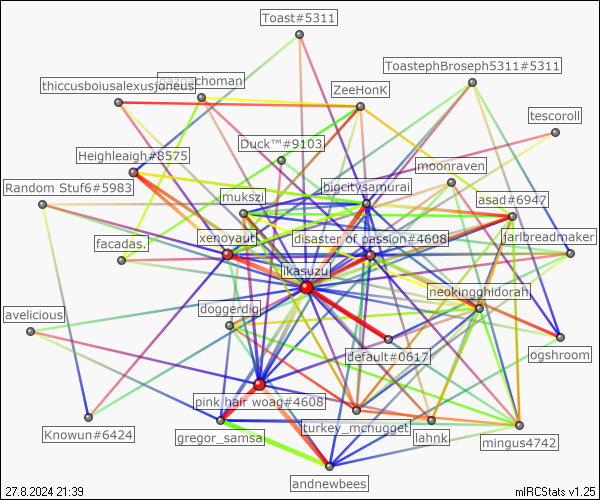 Toast#5311
ToastephBroseph5311#5311
thiccusboiusalexusjoneus
ZeeHonK
tescoroll
Duck™#9103
Heighleaigh#8575
moonraven
bigcitysamurai
Random Stuf6#5983
mukszi
asad#6947
xenoyaut
disaster of passion#4608
jarlbreadmaker
facadas.
ikasuzu
neokingghidorah
avelicious
doggerdig
default#0617
ogshroom
pink hair woag#4608
turkey_mcnugget
Knowun#6424
gregor_samsa
lahnk
mingus4742
andnewbees
27.8.2024 21:39
mIRCStats v1.25